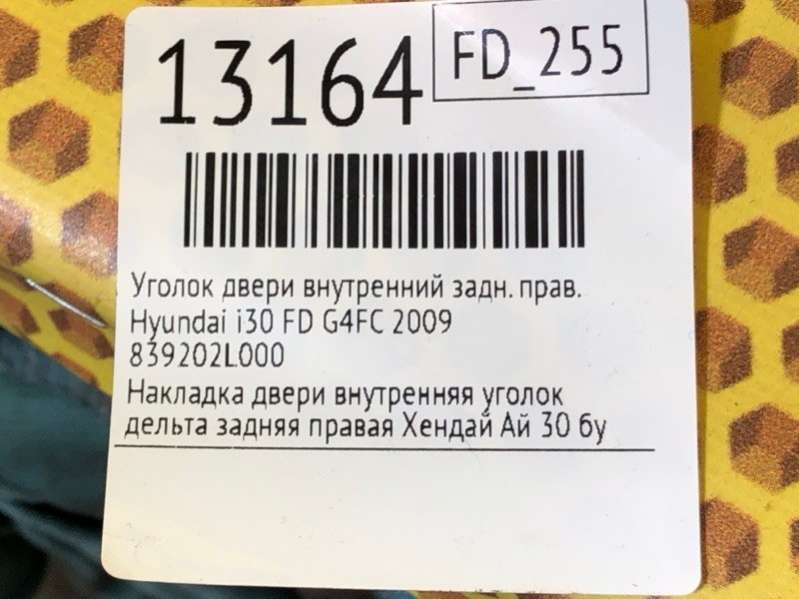 13164
FD_255
Уголок двери внутренний задн. прав.
Hyundai i30 FD G4FC 2009
839202L000
Накладка двери внутренняя уголок
дельта задняя правая Хендай Ай 30 бу